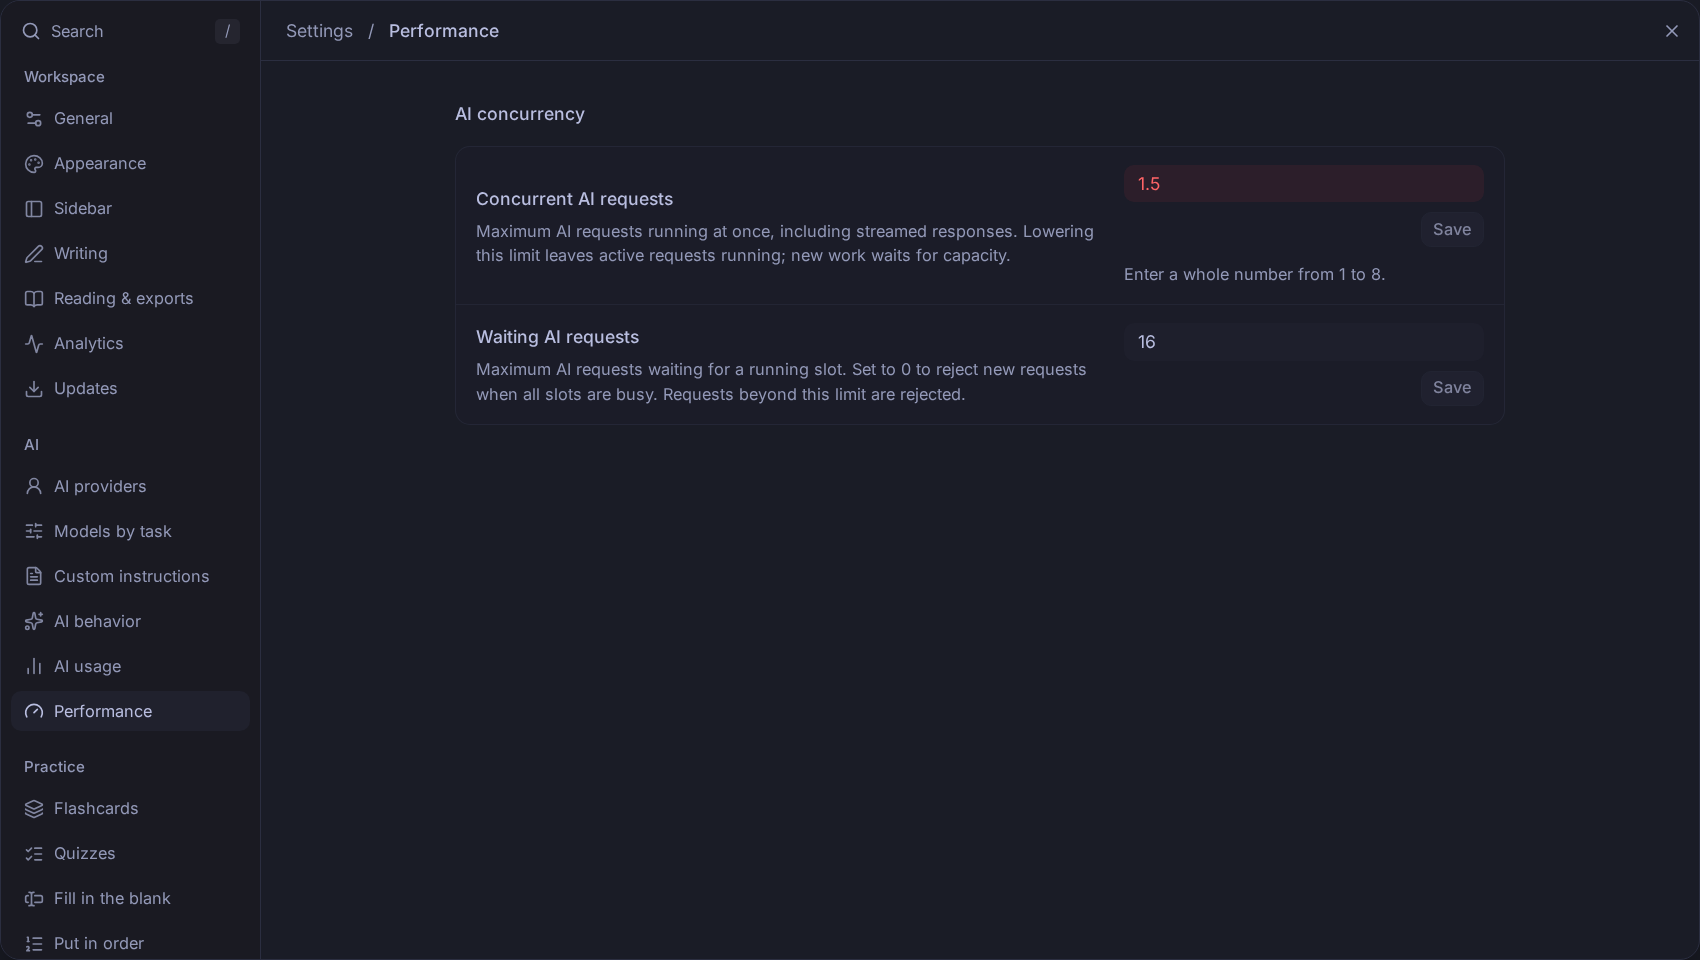 Search
/
Workspace
General
Appearance
Sidebar
Writing
Reading & exports
Analytics
Updates
AI
AI providers
Models by task
Custom instructions
AI behavior
AI usage
Performance
Practice
Flashcards
Quizzes
Fill in the blank
Put in order
Settings / Performance
AI concurrency
Concurrent AI requests
Maximum AI requests running at once, including streamed responses. Lowering
this limit leaves active requests running; new work waits for capacity.
1.5
Save
Enter a whole number from 1 to 8.
Waiting AI requests
Maximum AI requests waiting for a running slot. Set to 0 to reject new requests
when all slots are busy. Requests beyond this limit are rejected.
16
Save